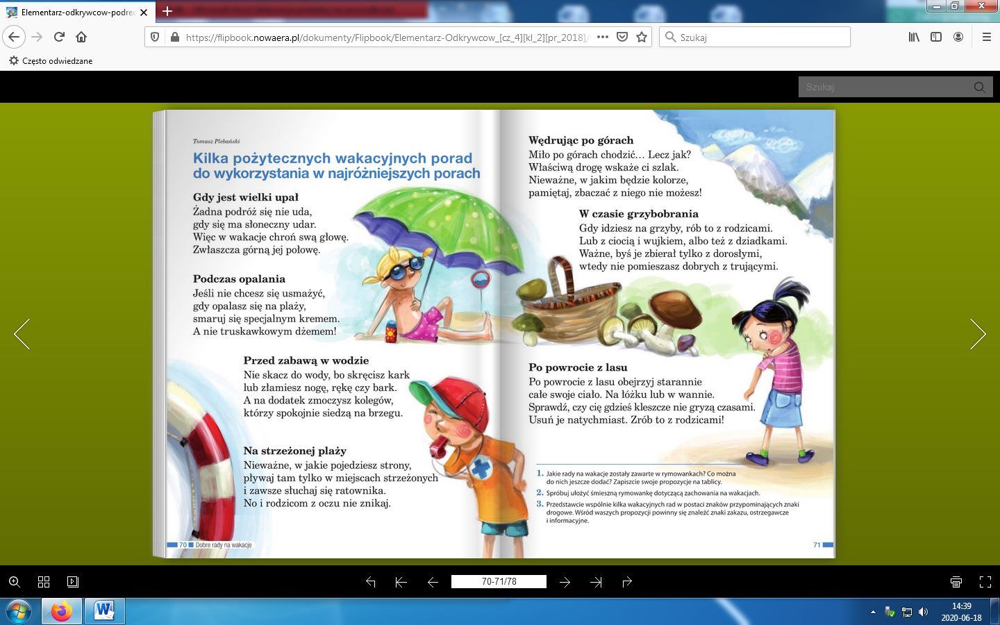 Elementarz-odkrywcow-podrec
https://flipbook.nowaera.pl/dokumenty/Flipbook/Elementarz-Odkrywcow_[cz_4][kl_2][pr_2018]/
Szukaj
Często odwiedzane
Szukaj
Tomasz Plebański
Kilka pożytecznych wakacyjnych porad
do wykorzystania w najróżniejszych porach
Gdy jest wielki upał
Żadna podróż się nie uda,
gdy się ma słoneczny udar.
Więc w wakacje chroń swą głowę.
Zwłaszcza górną jej połowę.
Podczas opalania
Jeśli nie chcesz się usmażyć,
gdy opalasz się na plaży,
smaruj się specjalnym kremem.
A nie truskawkowym dżemem!
Przed zabawą w wodzie
Nie skacz do wody, bo skręcisz kark
lub złamiesz nogę, rękę czy bark.
A na dodatek zmoczysz kolegów,
którzy spokojnie siedzą na brzegu.
Na strzeżonej plaży
Nieważne, w jakie pojedziesz strony,
pływaj tam tylko w miejscach strzeżonych
i zawsze słuchaj się ratownika.
No i rodzicom z oczu nie znikaj.
70 Dobre rady na wakacje
Wędrując po górach
Miło po górach chodzić... Lecz jak?
Właściwą drogę wskaże ci szlak.
Nieważne, w jakim będzie kolorze,
pamiętaj, zbaczać z niego nie możesz!
W czasie grzybobrania
Gdy idziesz na grzyby, rób to z rodzicami.
Lub z ciocią i wujkiem, albo też z dziadkami.
Ważne, byś je zbierał tylko z dorosłymi,
wtedy nie pomieszasz dobrych z trującymi.
Po powrocie z lasu
Po powrocie z lasu obejrzyj starannie
całe swoje ciało. Na łóżku lub w wannie.
Sprawdź, czy cię gdzieś kleszcze nie gryzą czasami.
Usuń je natychmiast. Zrób to z rodzicami!
1. Jakie rady na wakacje zostały zawarte w rymowankach? Co można
do nich jeszcze dodać? Zapiszcie swoje propozycje na tablicy.
2. Spróbuj ułożyć śmieszną rymowankę dotyczącą zachowania na wakacjach.
3. Przedstawcie wspólnie kilka wakacyjnych rad w postaci znaków przypominających znaki
drogowe. Wśród waszych propozycji powinny się znaleźć znaki zakazu, ostrzegawcze
i informacyjne.
71
70-71/78
14:39
2020-06-18